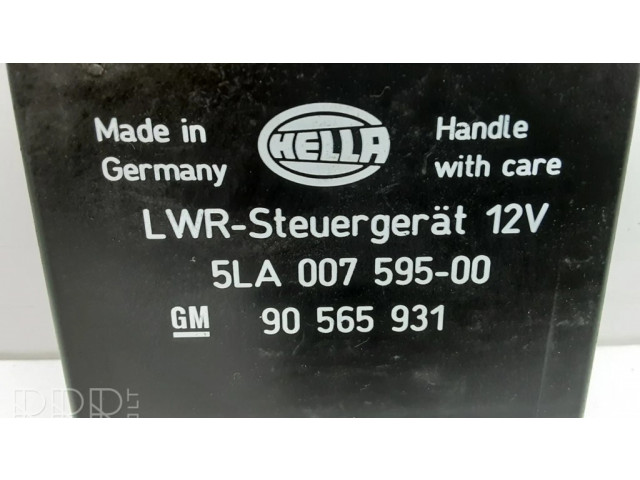 Made in
Germany
HELLA
Handle
with care
LWR-Steuergerät 12V
5LA 007 595-00
GM 90 565 931